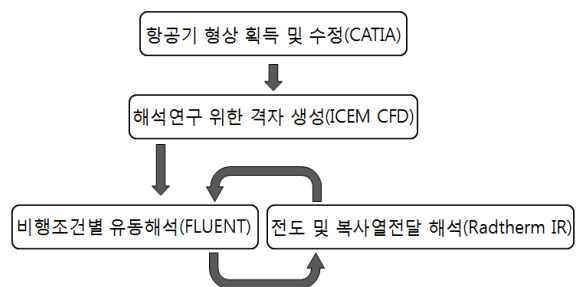 항공기 형상 획득 및 수정(CATIA)
해석연구 위한 격자 생성(ICEM CFD)
비행조건별 유동해석(FLUENT)
전도 및 복사열전달 해석(Radtherm IR)